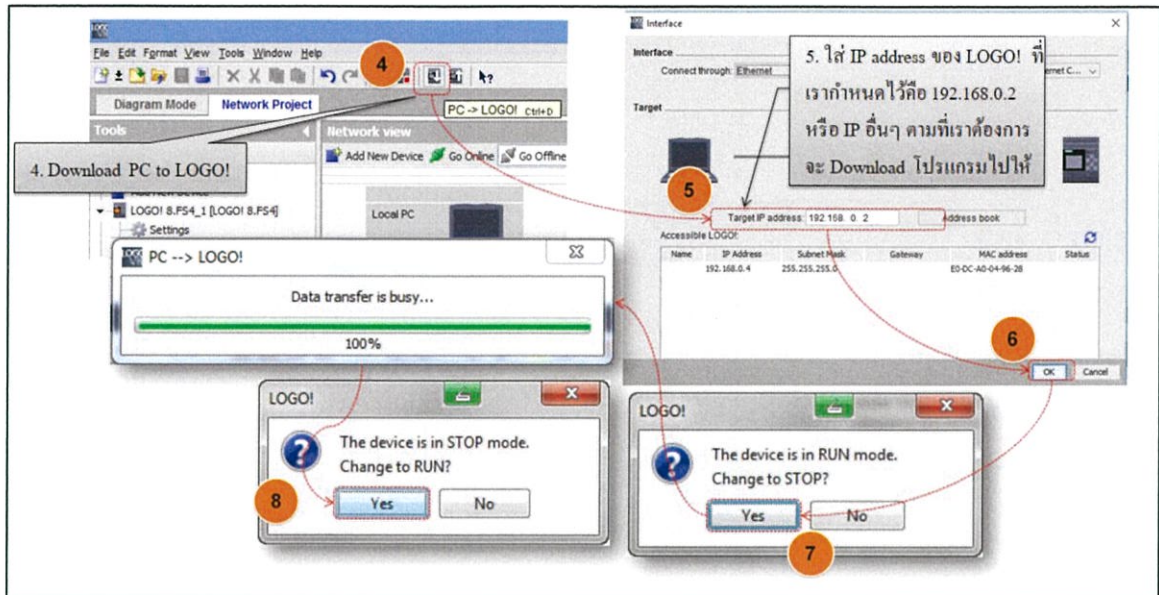 File Edit Format View Tools Window Help
4
Diagram Mode Network Project
PC -> LOGO! Ctrl+D
Tools
Network view
Add New Device Go Online Go Offline
4. Download PC to LOGO!
LOGO! 8.FS4_1 [LOGO! 8.FS4]
Settings
Local PC
Interface
Interface
Connect through: Ethernet
5. ใส่ IP address ของ LOGO! ที่
เรากำหนดไว้คือ 192.168.0.2
หรือ IP อื่นๆ ตามที่เราต้องการ
จะ Download โปรแกรมไปให้
Target
5
Target IP address: 192.168. 0. 2 Address book
Accessible LOGO!:
Name IP Address Subnet Mask Gateway MAC address Status
192.168.0.4 255.255.255.0 E0-DC-A0-04-96-28
6
OK Cancel
PC --> LOGO!
Data transfer is busy...
100%
LOGO!
The device is in STOP mode.
Change to RUN?
8
Yes No
LOGO!
The device is in RUN mode.
Change to STOP?
Yes No
7